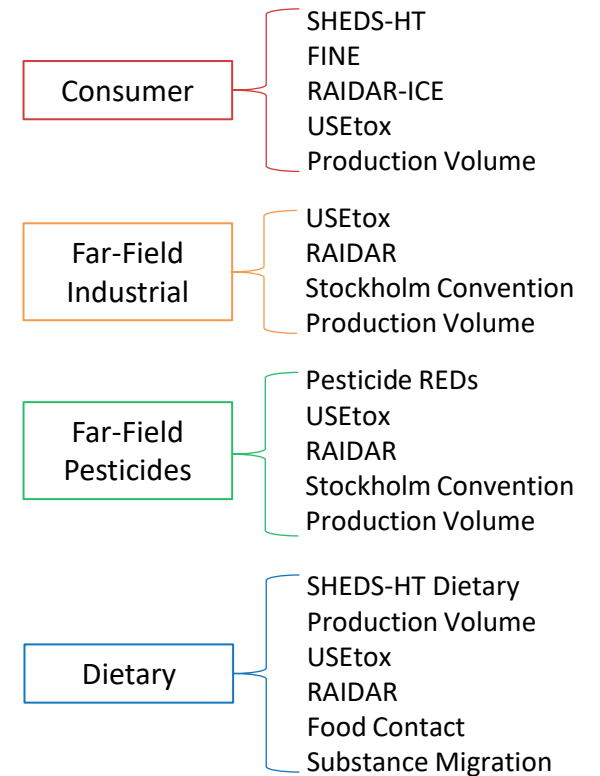 Consumer
SHEDS-HT
FINE
RAIDAR-ICE
USEtox
Production Volume
Far-Field
Industrial
USEtox
RAIDAR
Stockholm Convention
Production Volume
Far-Field
Pesticides
Pesticide REDs
USEtox
RAIDAR
Stockholm Convention
Production Volume
Dietary
SHEDS-HT Dietary
Production Volume
USEtox
RAIDAR
Food Contact
Substance Migration